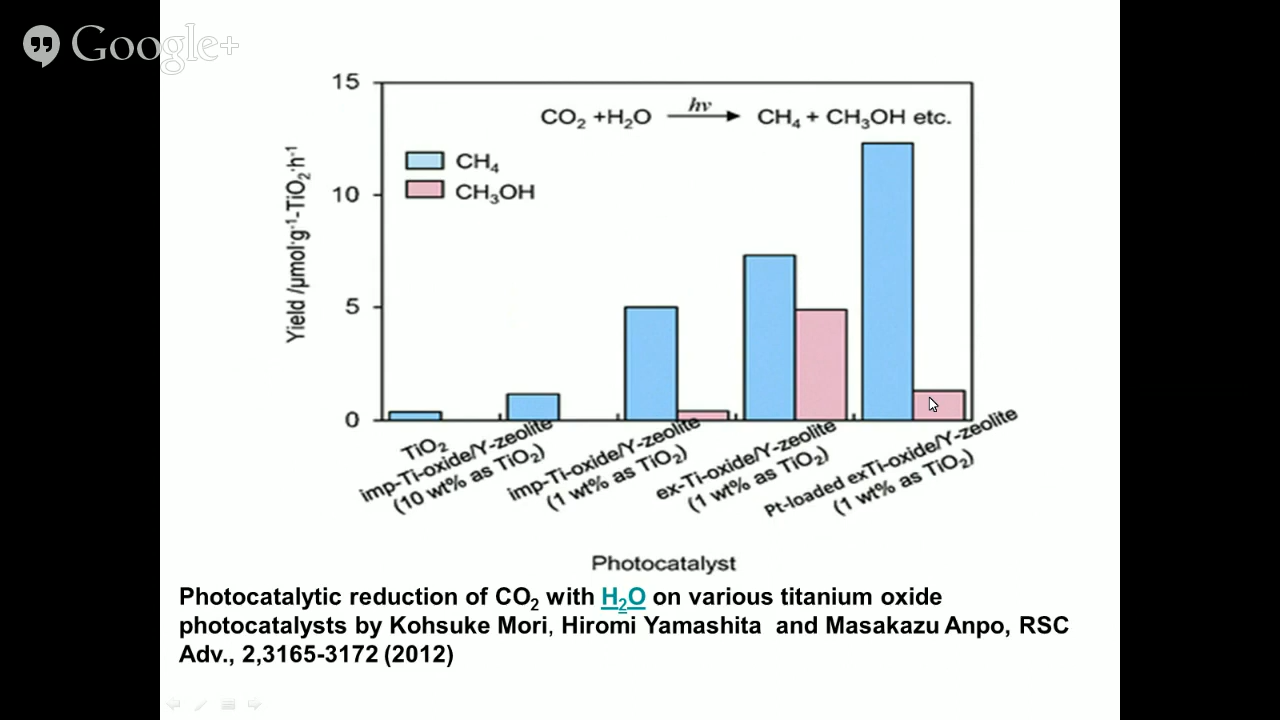 Google+
15
CO₂ +H₂O hν CH₄ + CH₃OH etc.
CH₄
CH₃OH
10
5
0
Yield /μmol·g⁻¹-TiO₂·h⁻¹
TiO₂
imp-Ti-oxide/Y-zeolite
(10 wt% as TiO₂)
imp-Ti-oxide/Y-zeolite
(1 wt% as TiO₂)
ex-Ti-oxide/Y-zeolite
(1 wt% as TiO₂)
Pt-loaded exTi-oxide/Y-zeolite
(1 wt% as TiO₂)
Photocatalyst
Photocatalytic reduction of CO₂ with H₂O on various titanium oxide
photocatalysts by Kohsuke Mori, Hiromi Yamashita and Masakazu Anpo, RSC
Adv., 2,3165-3172 (2012)